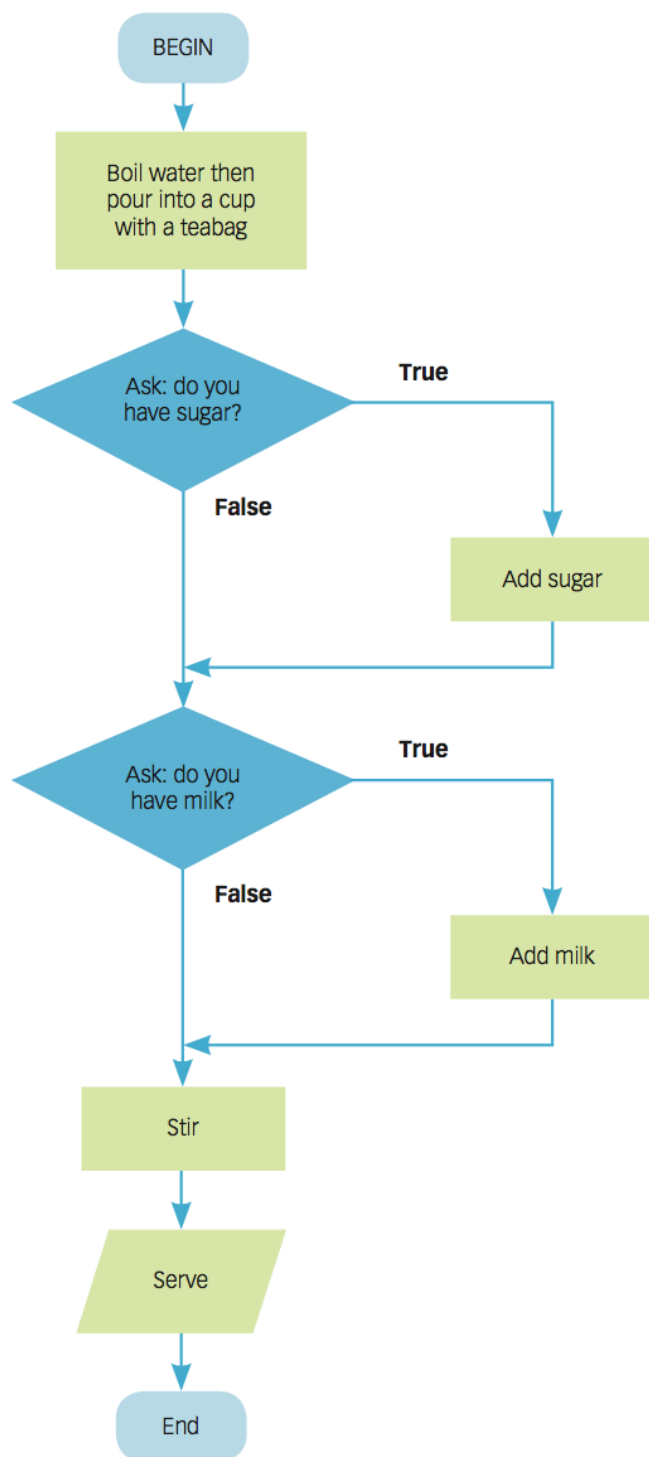 BEGIN
Boil water then
pour into a cup
with a teabag
Ask: do you
have sugar?
True
False
Add sugar
Ask: do you
have milk?
True
False
Add milk
Stir
Serve
End